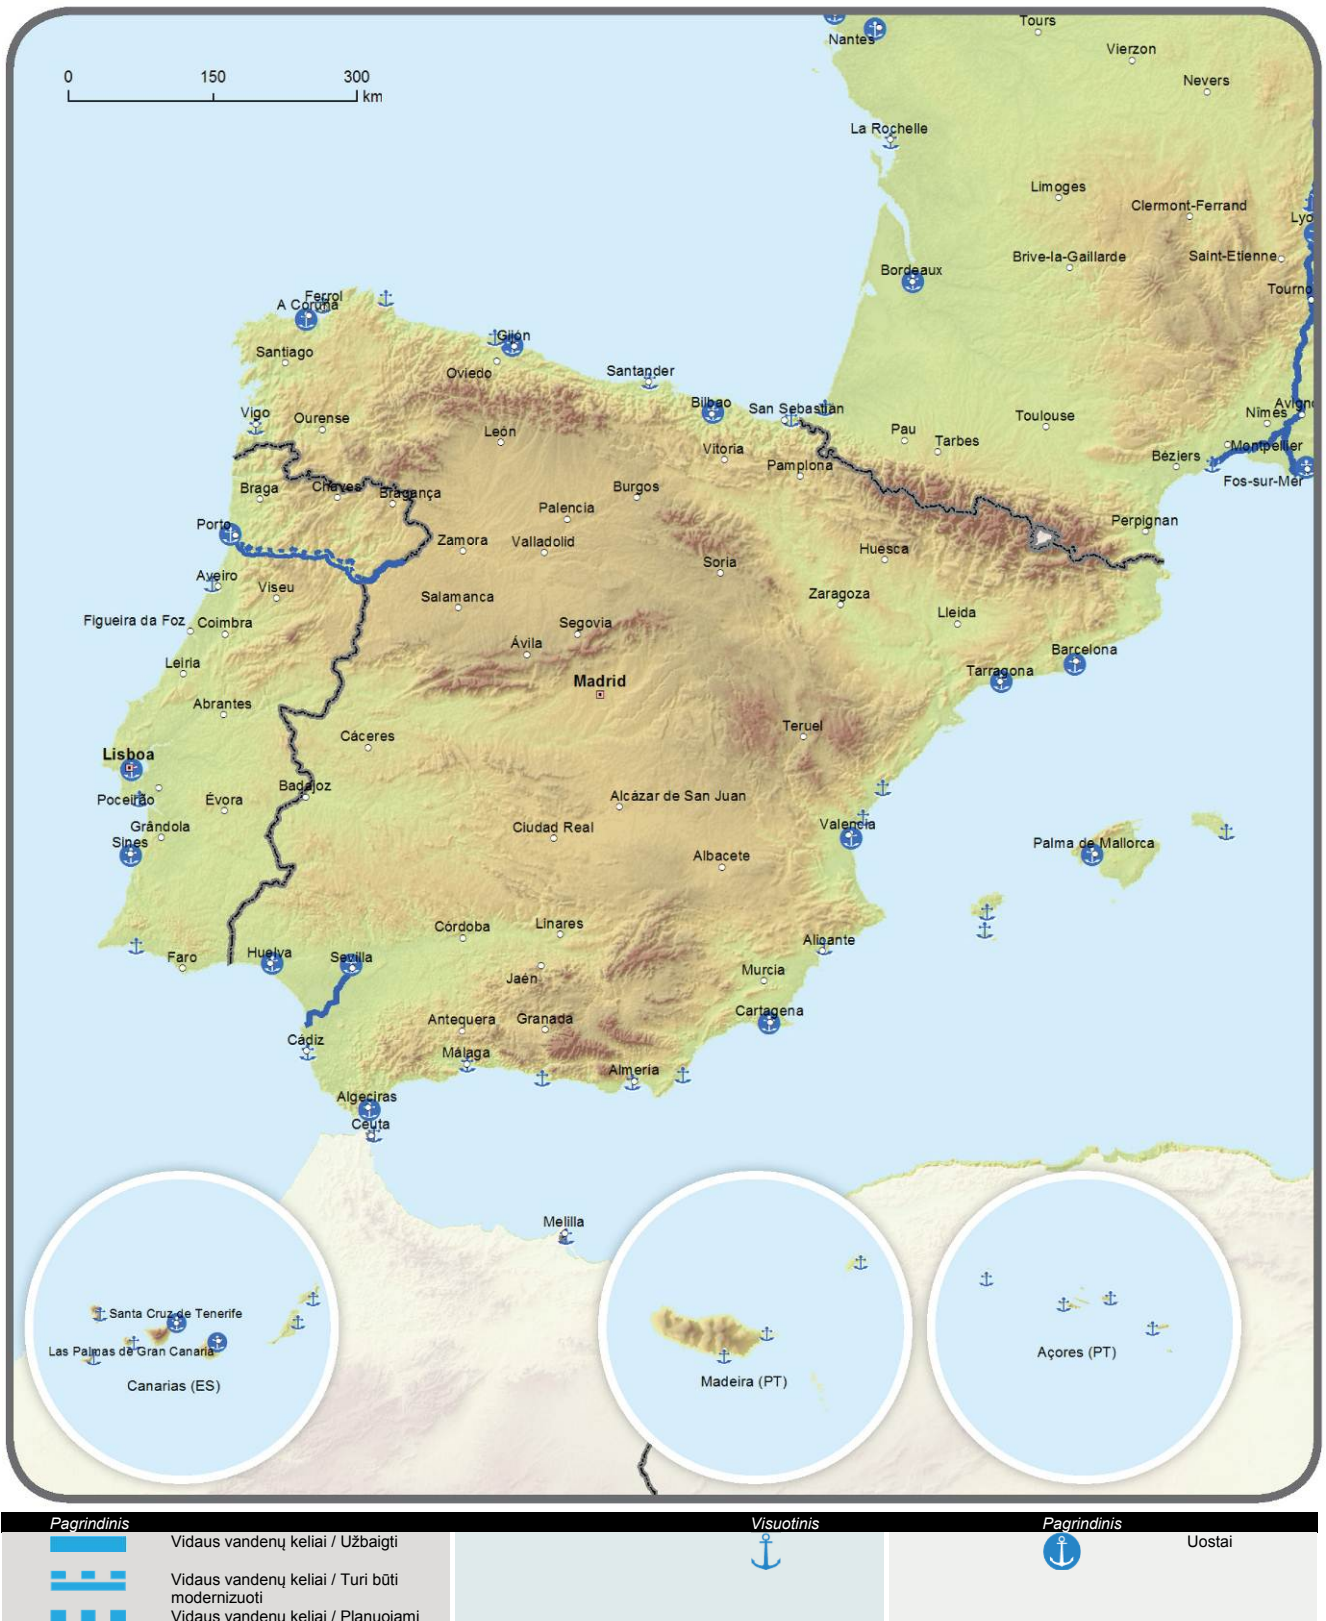 0 150 300
km
Tours
Nantes
Vierzon
Nevers
La Rochelle
Limoges
Clermont-Ferrand
Lyo
Brive-la-Gaillarde
Saint-Etienne
Bordeaux
Tourno
Ferrol
A Coruña
Gijón
Santiago
Oviedo
Santander
Bilbao
San Sebastián
Avigno
Nîmes
Vigo
Ourense
León
Toulouse
Pau
Tarbes
Montpellier
Vitoria
Béziers
Pamplona
Fos-sur-Mer
Braga
Chaves
Bragança
Burgos
Palencia
Perpignan
Porto
Zamora
Valladolid
Huesca
Soria
Aveiro
Viseu
Salamanca
Zaragoza
Lleida
Figueira da Foz
Coimbra
Segovia
Ávila
Barcelona
Leiria
Tarragona
Madrid
Abrantes
Teruel
Cáceres
Lisboa
Badajoz
Poceirão
Évora
Alcázar de San Juan
Grândola
Ciudad Real
Valencia
Sines
Palma de Mallorca
Albacete
Córdoba
Linares
Alicante
Faro
Huelva
Sevilla
Jaén
Murcia
Cartagena
Antequera
Granada
Cádiz
Málaga
Almería
Algeciras
Ceuta
Melilla
Santa Cruz de Tenerife
Las Palmas de Gran Canaria
Canarias (ES)
Madeira (PT)
Açores (PT)
Pagrindinis Visuotinis Pagrindinis
Vidaus vandenų keliai / Užbaigti
Uostai
Vidaus vandenų keliai / Turi būti
modernizuoti
Vidaus vandenų keliai / Planuojami